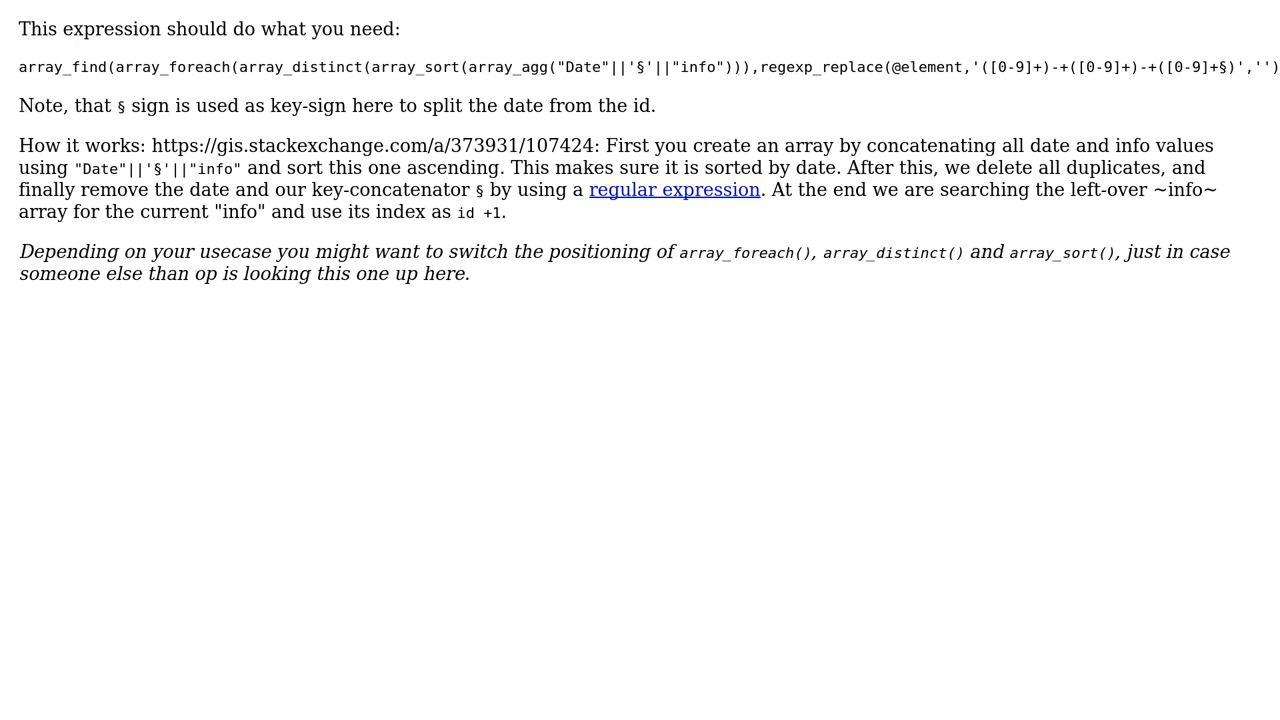 This expression should do what you need:
array_find(array_foreach(array_distinct(array_sort(array_agg("Date"||'§'||"info"))),regexp_replace(@element,'([0-9]+)-+([0-9]+)-+([0-9]+§)','')
Note, that § sign is used as key-sign here to split the date from the id.
How it works: https://gis.stackexchange.com/a/373931/107424: First you create an array by concatenating all date and info values
using "Date"||'§'||"info" and sort this one ascending. This makes sure it is sorted by date. After this, we delete all duplicates, and
finally remove the date and our key-concatenator § by using a regular expression. At the end we are searching the left-over ~info~
array for the current "info" and use its index as id +1.
Depending on your usecase you might want to switch the positioning of array_foreach(), array_distinct() and array_sort(), just in case
someone else than op is looking this one up here.